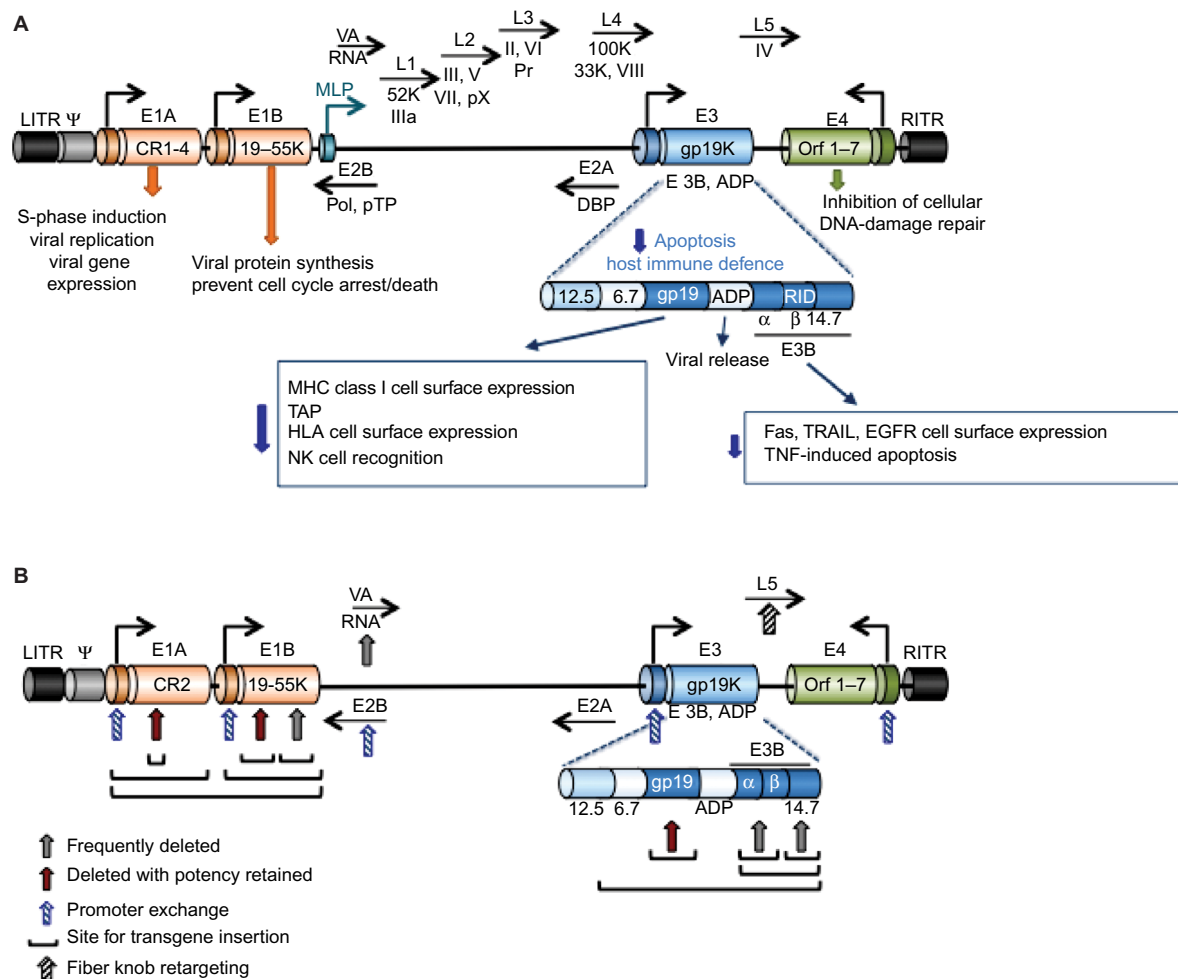 A
VA
RNA
L1
52K
IIIa
L2
III, V
VII, pX
L3
II, VI
Pr
L4
100K
33K, VIII
L5
IV
MLP
LITR Ψ
E1A
CR1-4
E1B
19–55K
E2B
Pol, pTP
E2A
DBP
E3
gp19K
E 3B, ADP
E4
Orf 1–7
RITR
S-phase induction
viral replication
viral gene
expression
Viral protein synthesis
prevent cell cycle arrest/death
Inhibition of cellular
DNA-damage repair
Apoptosis
host immune defence
12.5
6.7
gp19
ADP
RID
α β 14.7
E3B
Viral release
MHC class I cell surface expression
TAP
HLA cell surface expression
NK cell recognition
Fas, TRAIL, EGFR cell surface expression
TNF-induced apoptosis
B
VA
RNA
L5
LITR Ψ
E1A
CR2
E1B
19-55K
E2B
E2A
E3
gp19K
E 3B, ADP
E4
Orf 1–7
RITR
E3B
gp19
α
β
12.5
6.7
ADP
14.7
Frequently deleted
Deleted with potency retained
Promoter exchange
Site for transgene insertion
Fiber knob retargeting